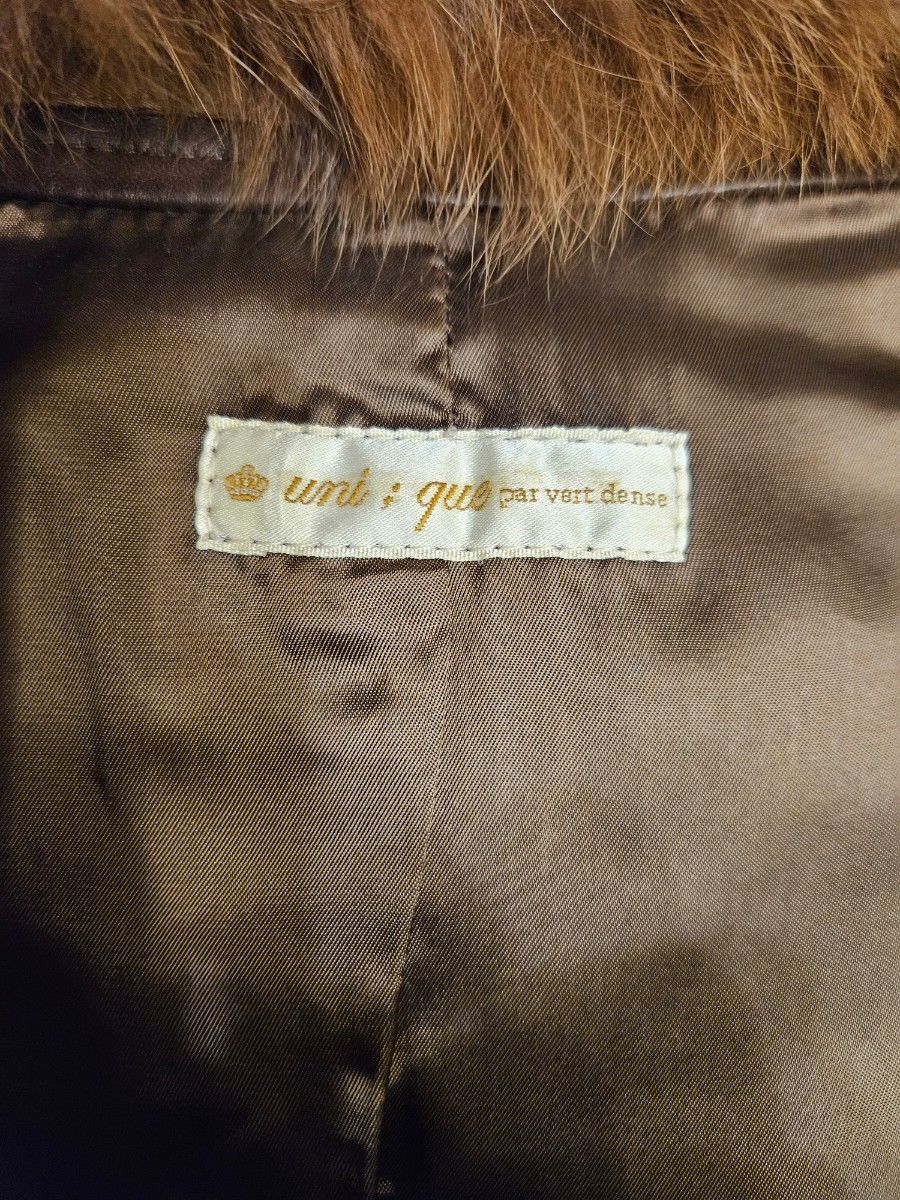 uni ; que par vert dense